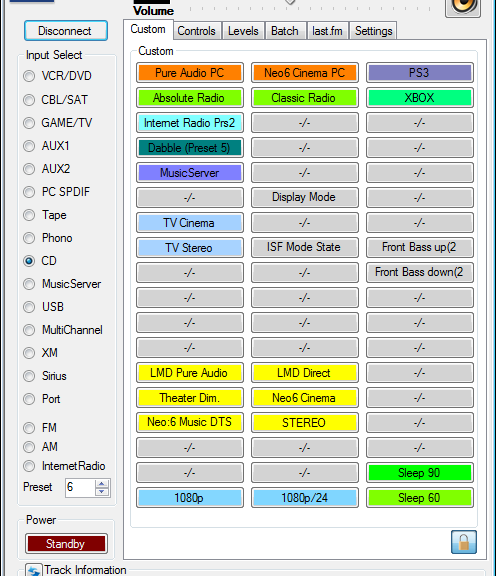 Volume
Disconnect
Custom Controls Levels Batch last.fm Settings
Input Select
VCR/DVD
CBL/SAT
GAME/TV
AUX1
AUX2
PC SPDIF
Tape
Phono
CD
MusicServer
USB
MultiChannel
XM
Sirius
Port
FM
AM
InternetRadio
Preset 6
Power
Standby
Custom
Pure Audio PC Neo6 Cinema PC PS3
Absolute Radio Classic Radio XBOX
Internet Radio Prs2 -/- -/-
Dabble (Preset 5) -/- -/-
MusicServer -/- -/-
-/- Display Mode -/-
TV Cinema -/- -/-
TV Stereo ISF Mode State Front Bass up(2
-/- -/- Front Bass down(2
-/- -/- -/-
-/- -/- -/-
-/- -/- -/-
LMD Pure Audio LMD Direct -/-
Theater Dim. Neo6 Cinema -/-
Neo:6 Music DTS STEREO -/-
-/- -/- -/-
-/- -/- Sleep 90
1080p 1080p/24 Sleep 60
Track Information